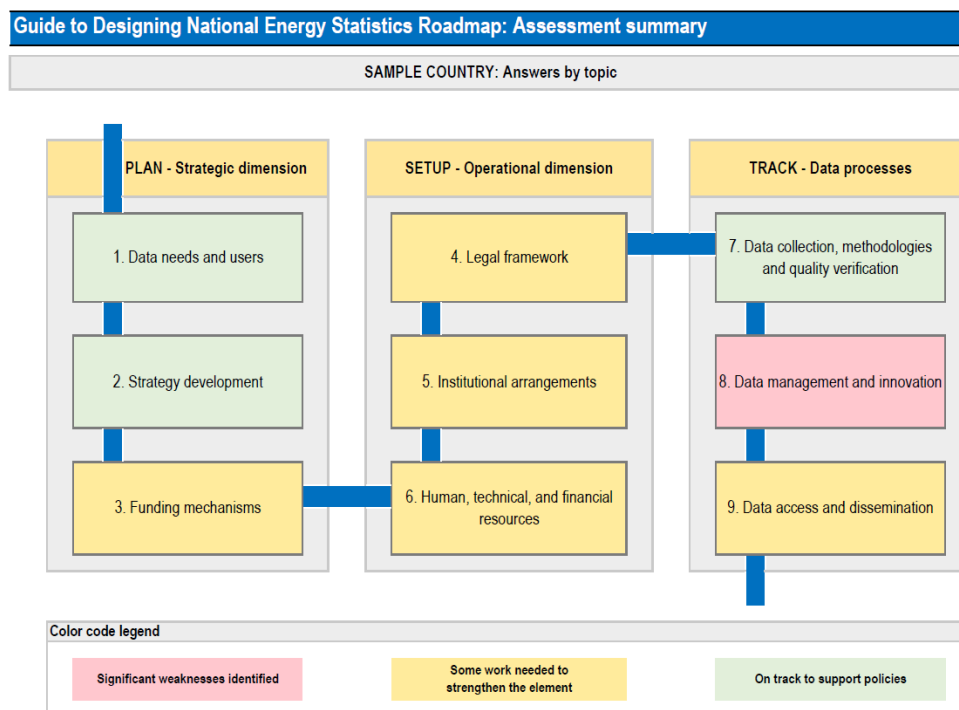 Guide to Designing National Energy Statistics Roadmap: Assessment summary
SAMPLE COUNTRY: Answers by topic
PLAN - Strategic dimension
1. Data needs and users
2. Strategy development
3. Funding mechanisms
SETUP - Operational dimension
4. Legal framework
5. Institutional arrangements
6. Human, technical, and financial
resources
TRACK - Data processes
7. Data collection, methodologies
and quality verification
8. Data management and innovation
9. Data access and dissemination
Color code legend
Significant weaknesses identified
Some work needed to
strengthen the element
On track to support policies